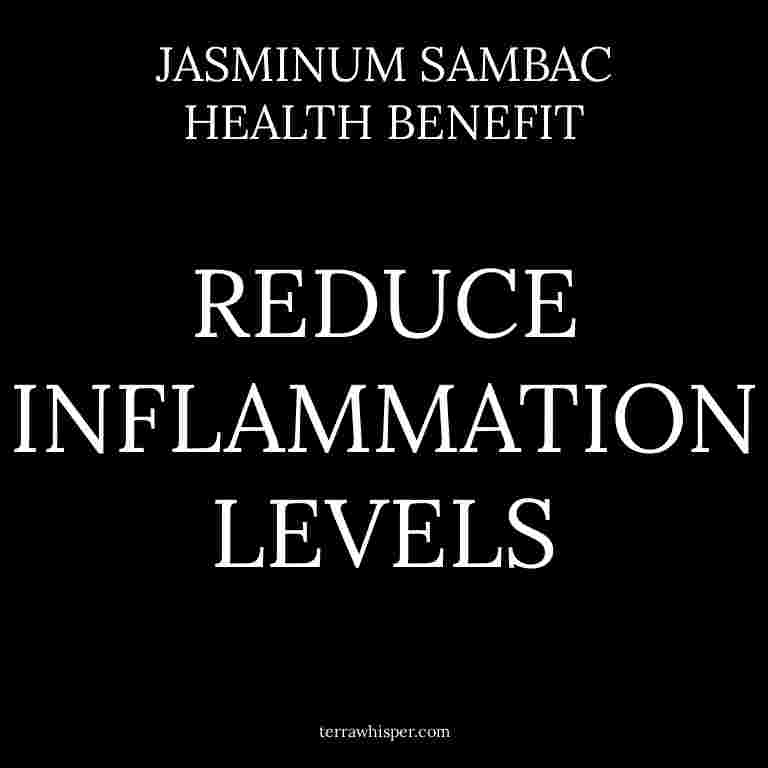 JASMINUM SAMBAC
HEALTH BENEFIT
REDUCE
INFLAMMATION
LEVELS
terrawhisper.com